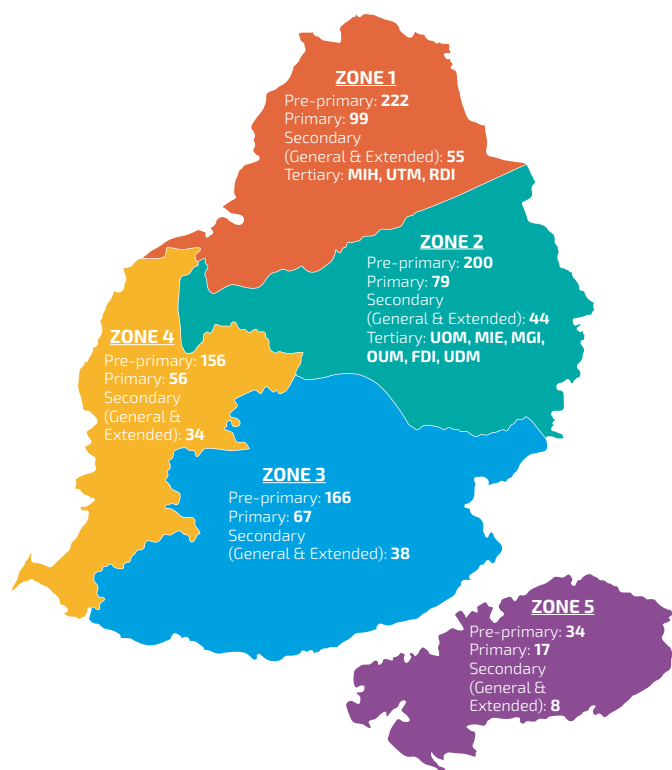 ZONE 1
Pre-primary: 222
Primary: 99
Secondary
(General & Extended): 55
Tertiary: MIH, UTM, RDI
ZONE 2
Pre-primary: 200
Primary: 79
Secondary
(General & Extended): 44
Tertiary: UOM, MIE, MGI,
OUM, FDI, UDM
ZONE 4
Pre-primary: 156
Primary: 56
Secondary
(General &
Extended): 34
ZONE 3
Pre-primary: 166
Primary: 67
Secondary
(General & Extended): 38
ZONE 5
Pre-primary: 34
Primary: 17
Secondary
(General &
Extended): 8